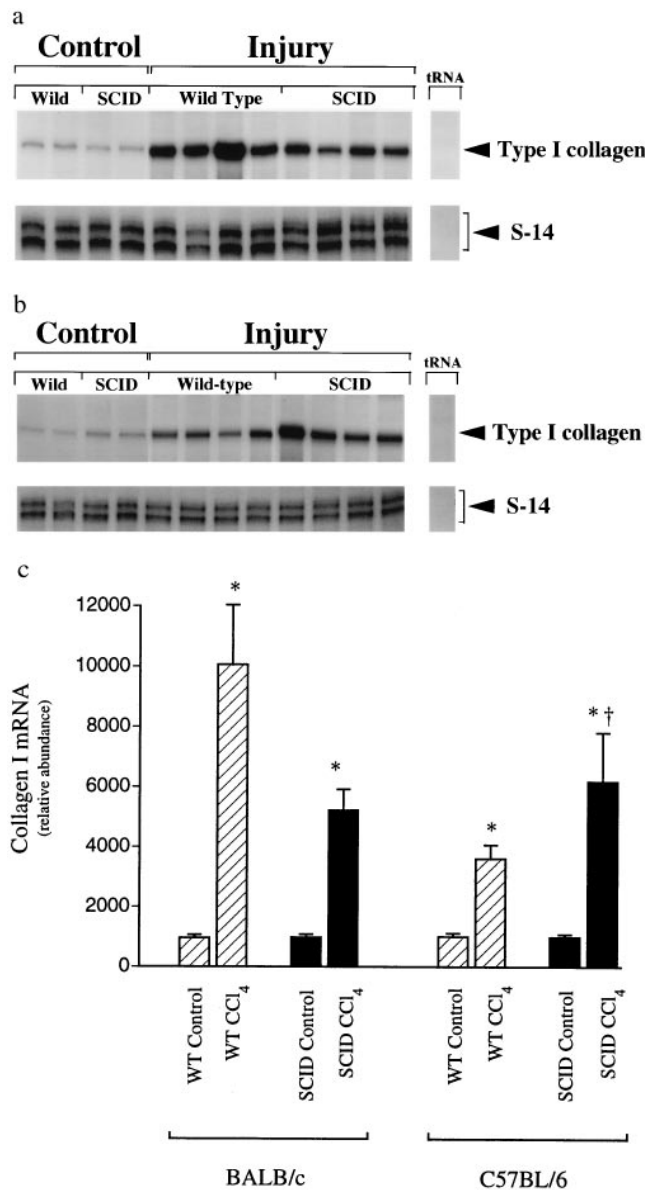 a
Control Injury
Wild SCID Wild Type SCID tRNA
Type I collagen
S-14
b
Control Injury
Wild SCID Wild-type SCID tRNA
Type I collagen
S-14
c
Collagen I mRNA
(relative abundance)
12000
10000
8000
6000
4000
2000
0
*
*
*
* †
WT Control
WT CCl₄
SCID Control
SCID CCl₄
WT Control
WT CCl₄
SCID Control
SCID CCl₄
BALB/c C57BL/6